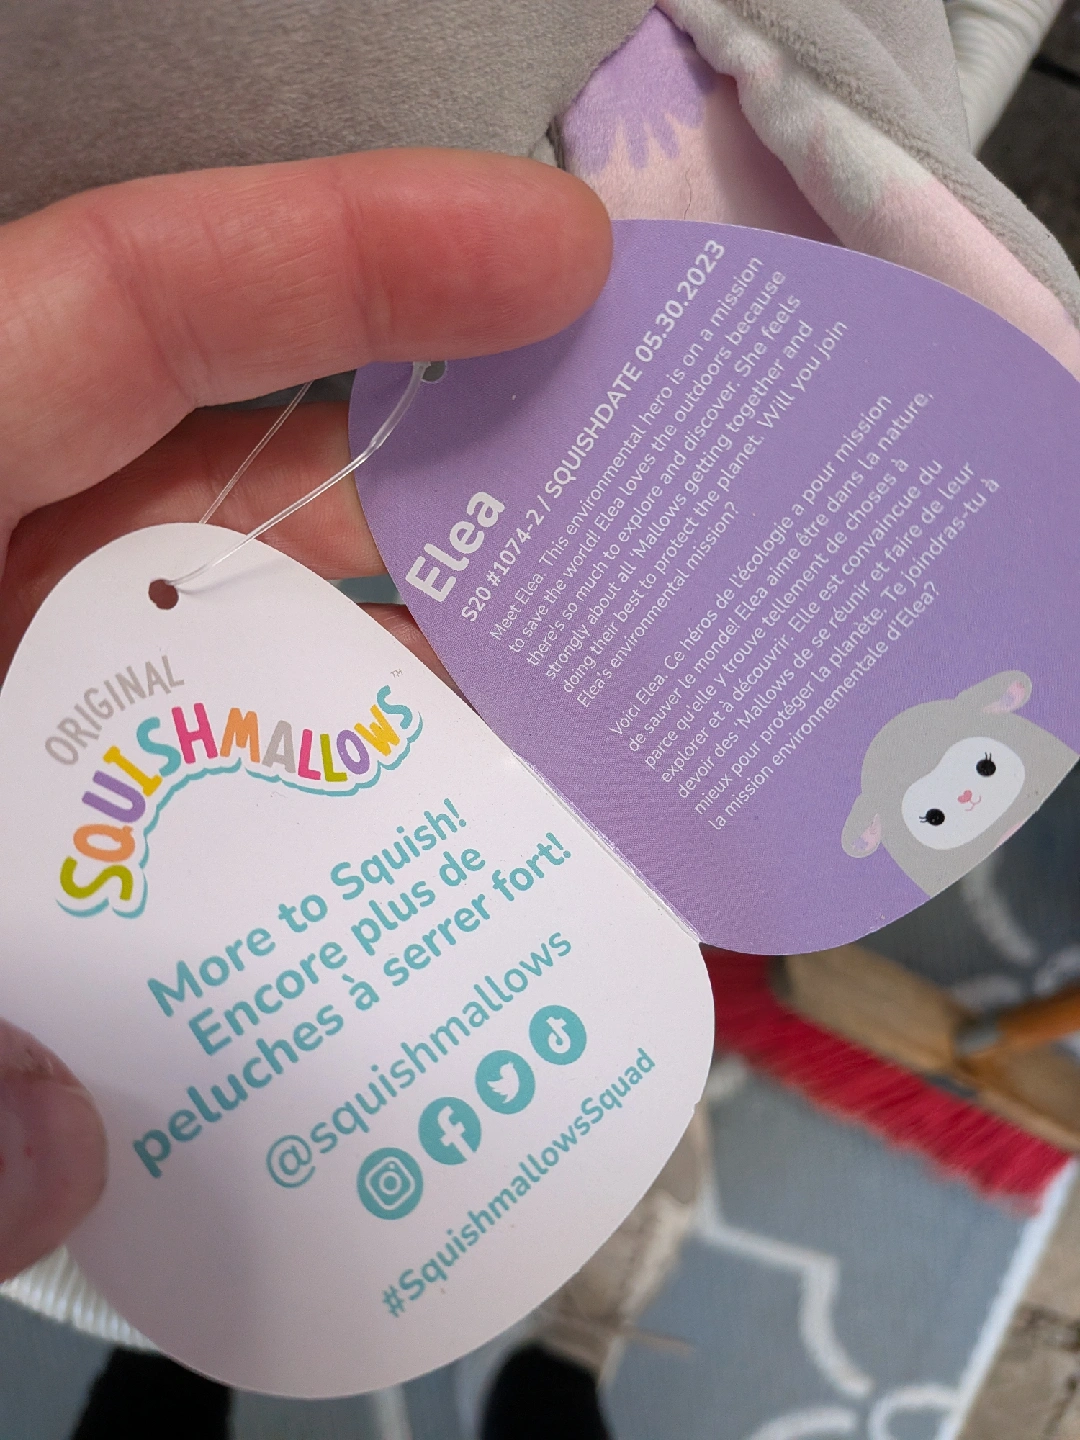 ORIGINAL
SQUISHMALLOWS™
More to Squish!
Encore plus de
peluches à serrer fort!
@squishmallows
#SquishmallowsSquad
Elea
S20 #1074-2 / SQUISHDATE 05.30.2023
Meet Elea. This environmental hero is on a mission
to save the world! Elea loves the outdoors because
there's so much to explore and discover. She feels
strongly about all 'Mallows getting together and
doing their best to protect the planet. Will you join
Elea's environmental mission?
Voici Elea. Ce héros de l'écologie a pour mission
de sauver le monde! Elea aime être dans la nature,
parce qu'elle y trouve tellement de choses à
explorer et à découvrir. Elle est convaincue du
devoir des 'Mallows de se réunir et faire de leur
mieux pour protéger la planète. Te joindras-tu à
la mission environnementale d'Elea?